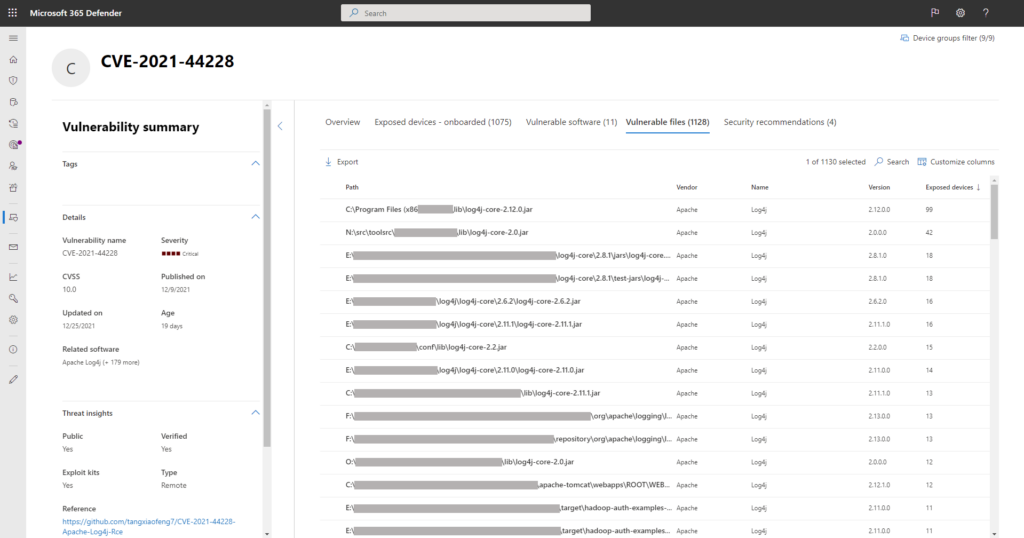 Microsoft 365 Defender
Search
Device groups filter (9/9)
C
CVE-2021-44228
Vulnerability summary
Tags
Details
Vulnerability name
Severity
CVE-2021-44228
Critical
CVSS
Published on
10.0
12/9/2021
Updated on
Age
12/25/2021
19 days
Related software
Apache Log4j (+ 179 more)
Threat insights
Public
Verified
Yes
Yes
Exploit kits
Type
Yes
Remote
Reference
https://github.com/tangxiaofeng7/CVE-2021-44228-
Apache-Log4j-Rce
Overview Exposed devices - onboarded (1075) Vulnerable software (11) Vulnerable files (1128) Security recommendations (4)
Export
1 of 1130 selected Search Customize columns
Path Vendor Name Version Exposed devices ↓
C:\Program Files (x86 lib\log4j-core-2.12.0.jar Apache Log4j 2.12.0.0 99
N:\src\toolsrc\ lib\log4j-core-2.0.jar Apache Log4j 2.0.0.0 42
E:\ \log4j-core\2.8.1\jars\log4j-core... Apache Log4j 2.8.1.0 18
E:\ \log4j-core\2.8.1\test-jars\log4j-... Apache Log4j 2.8.1.0 18
E:\ \log4j\log4j-core\2.6.2\log4j-core-2.6.2.jar Apache Log4j 2.6.2.0 16
E:\ \log4j\log4j-core\2.11.1\log4j-core-2.11.1.jar Apache Log4j 2.11.1.0 16
C:\ \conf\lib\log4j-core-2.2.jar Apache Log4j 2.2.0.0 15
E:\ \log4j\log4j-core\2.11.0\log4j-core-2.11.0.jar Apache Log4j 2.11.0.0 14
C:\ \lib\log4j-core-2.11.1.jar Apache Log4j 2.11.1.0 13
F:\ \org\apache\logging\l... Apache Log4j 2.13.0.0 13
F:\ \repository\org\apache\logging\l... Apache Log4j 2.13.0.0 13
O:\ \lib\log4j-core-2.0.jar Apache Log4j 2.0.0.0 12
C:\ apache-tomcat\webapps\ROOT\WEB... Apache Log4j 2.12.1.0 12
E:\ target\hadoop-auth-examples-... Apache Log4j 2.11.0.0 11
E:\ target\hadoop-auth-examples... Apache Log4j 2.11.0.0 11